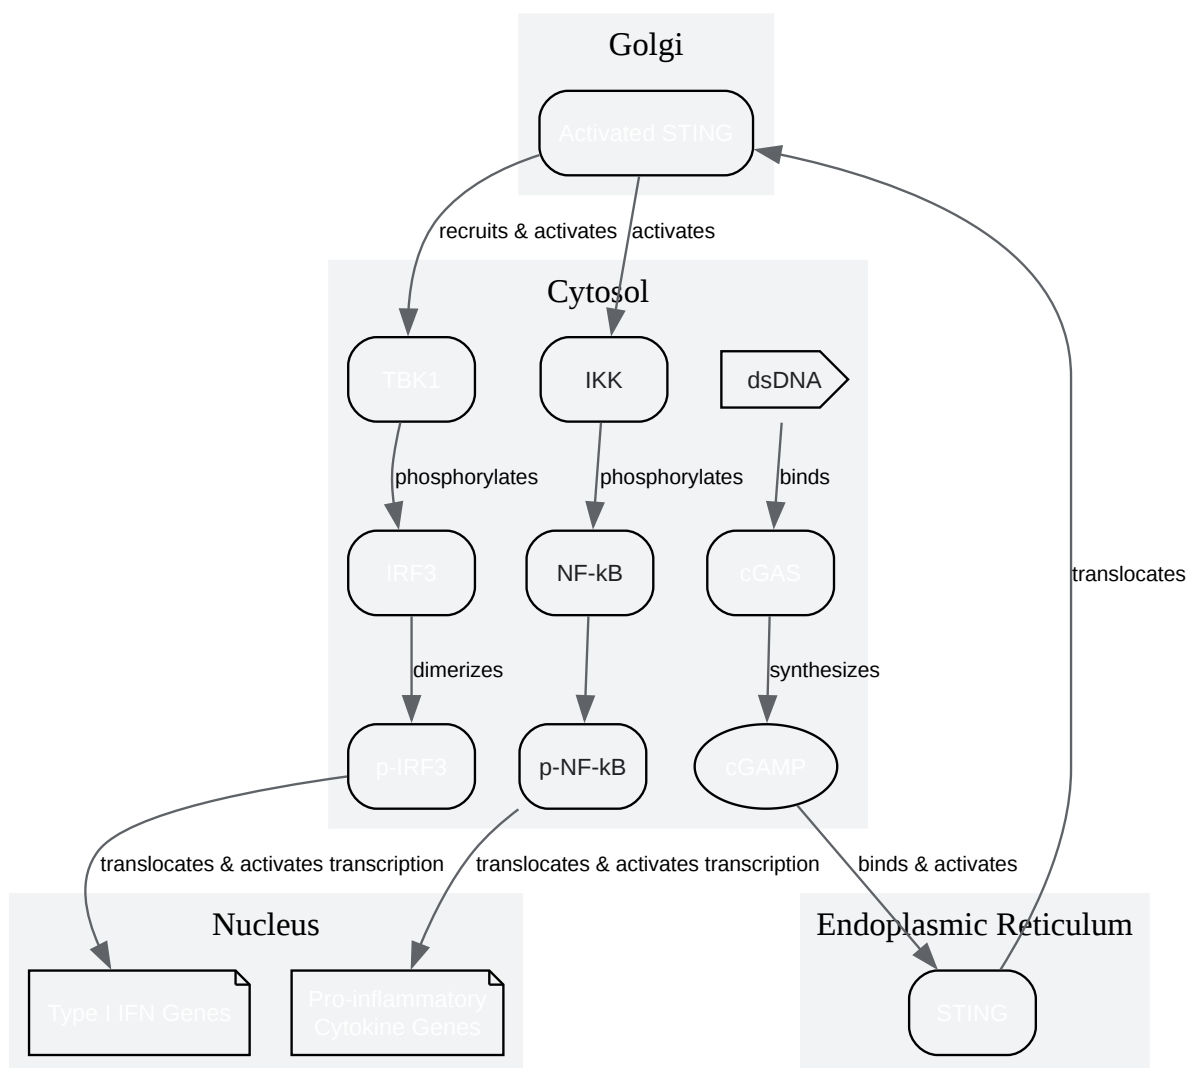 Golgi
Activated STING
recruits & activates
activates
Cytosol
TBK1
IKK
dsDNA
phosphorylates
phosphorylates
binds
IRF3
NF-kB
cGAS
translocates
dimerizes
synthesizes
p-IRF3
p-NF-kB
cGAMP
translocates & activates transcription
translocates & activates transcription
binds & activates
Nucleus
Endoplasmic Reticulum
Type I IFN Genes
Pro-inflammatory
Cytokine Genes
STING